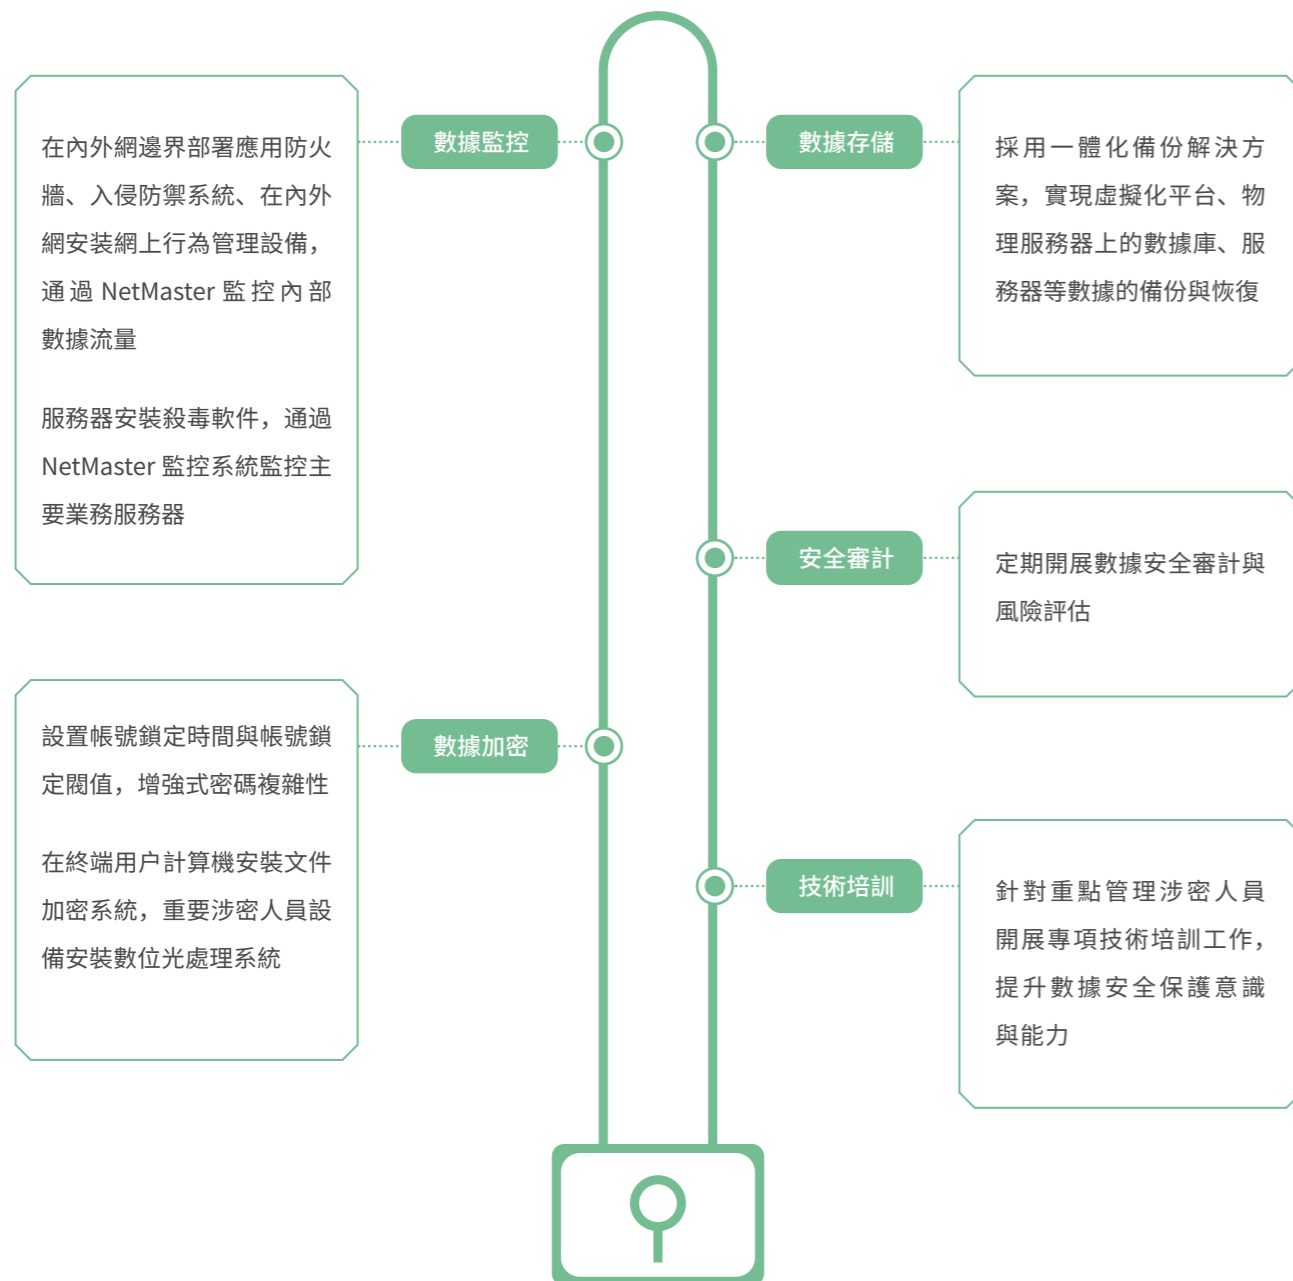 數據監控
在內外網邊界部署應用防火
牆、入侵防禦系統、在內外
網安裝網上行為管理設備，
通過 NetMaster 監控內部
數據流量
服務器安裝殺毒軟件，通過
NetMaster 監控系統監控主
要業務服務器
數據加密
設置帳號鎖定時間與帳號鎖
定閥值，增強式密碼複雜性
在終端用户計算機安裝文件
加密系統，重要涉密人員設
備安裝數位光處理系統
數據存儲
採用一體化備份解決方
案，實現虛擬化平台、物
理服務器上的數據庫、服
務器等數據的備份與恢復
安全審計
定期開展數據安全審計與
風險評估
技術培訓
針對重點管理涉密人員
開展專項技術培訓工作，
提升數據安全保護意識
與能力